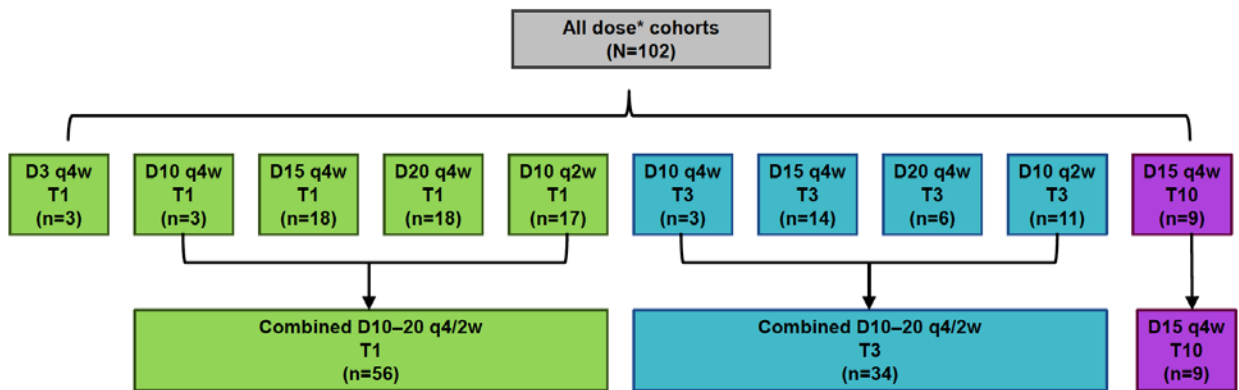 All dose* cohorts
(N=102)
D3 q4w
T1
(n=3)
D10 q4w
T1
(n=3)
D15 q4w
T1
(n=18)
D20 q4w
T1
(n=18)
D10 q2w
T1
(n=17)
D10 q4w
T3
(n=3)
D15 q4w
T3
(n=14)
D20 q4w
T3
(n=6)
D10 q2w
T3
(n=11)
D15 q4w
T10
(n=9)
Combined D10–20 q4/2w
T1
(n=56)
Combined D10–20 q4/2w
T3
(n=34)
D15 q4w
T10
(n=9)